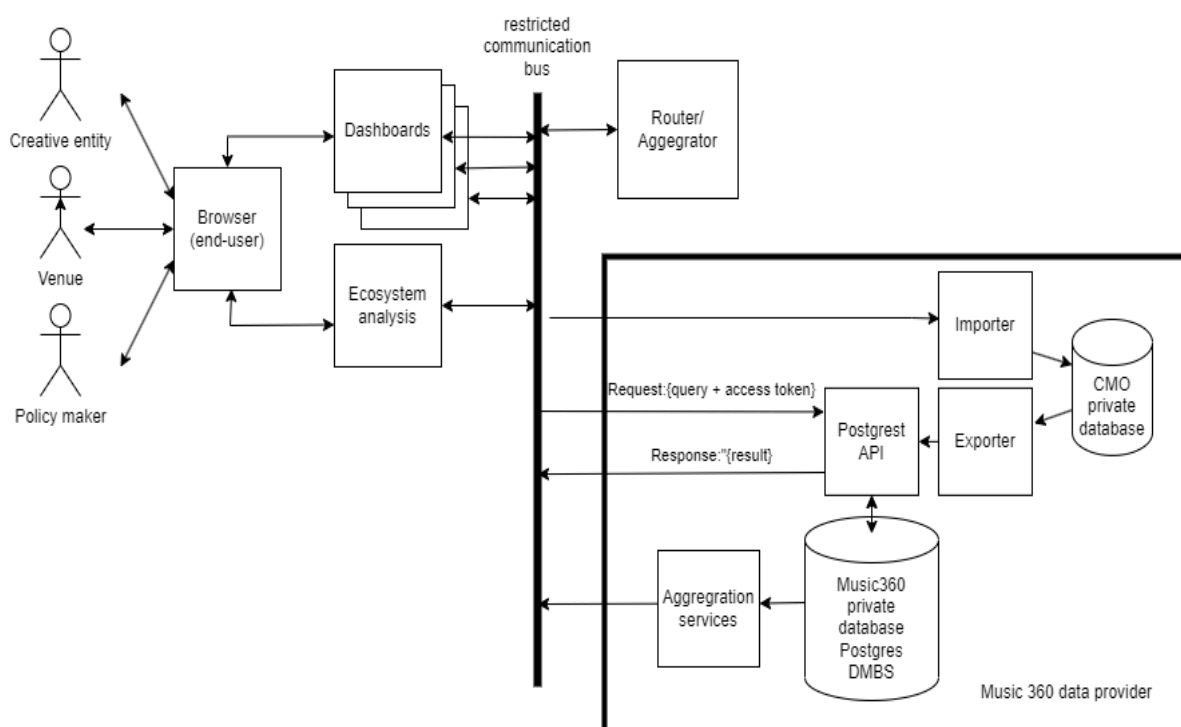 restricted
communication
bus
Creative entity
Venue
Policy maker
Browser
(end-user)
Dashboards
Ecosystem
analysis
Router/
Aggegrator
Importer
CMO
private
database
Request:{query + access token}
Postgrest
API
Exporter
Response:"{result}
Aggregration
services
Music360
private
database
Postgres
DMBS
Music 360 data provider